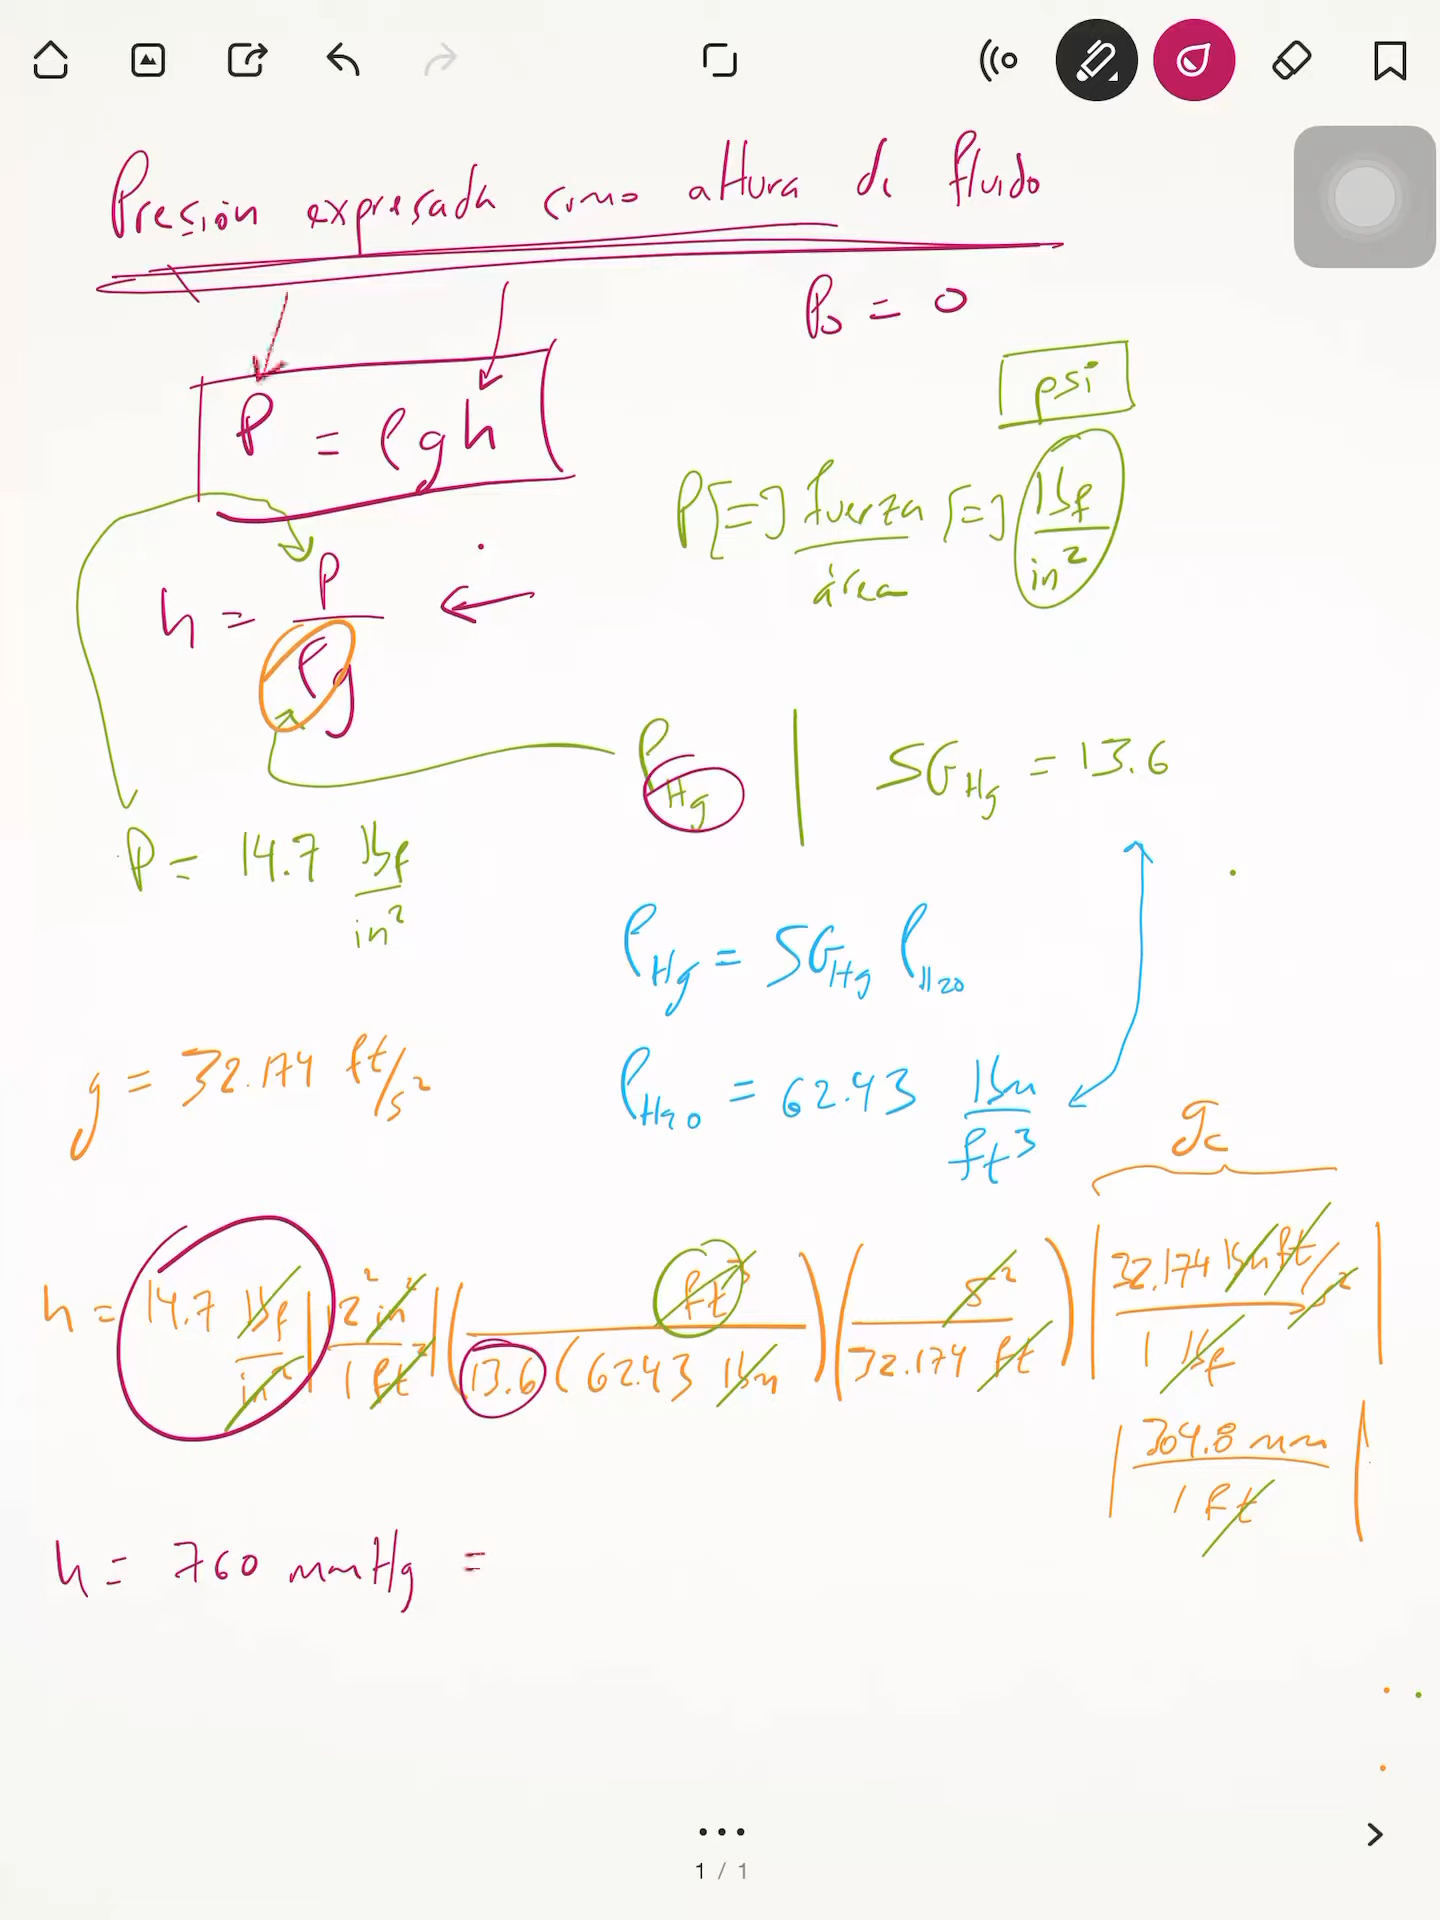 Presión expresada como altura de fluido
P₀ = 0
P = ρgh
psi
P[=] fuerza/área [=] lbf/in²
h = P/ρg
ρHg | SGHg = 13.6
P = 14.7 lbf/in²
ρHg = SGHg ρH2O
g = 32.174 ft/s²
ρH2O = 62.43 lbm/ft³
gc
h = 14.7 lbf/in² | 12² in²/1 ft² | ( ft³/13.6 (62.43 lbm ) ( s²/32.174 ft ) | 32.174 lbm ft/s²/1 lbf |
| 304.8 mm/1 ft |
h = 760 mmHg =
1 / 1